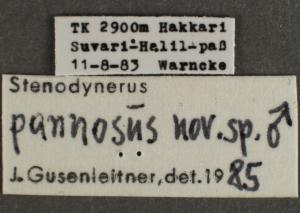 TK 2900m Hakkari
Suvari-Halil-paß
11-8-83 Warncke
Stenodynerus
pannosus nov.sp.♂
J.Gusenleitner,det.1985